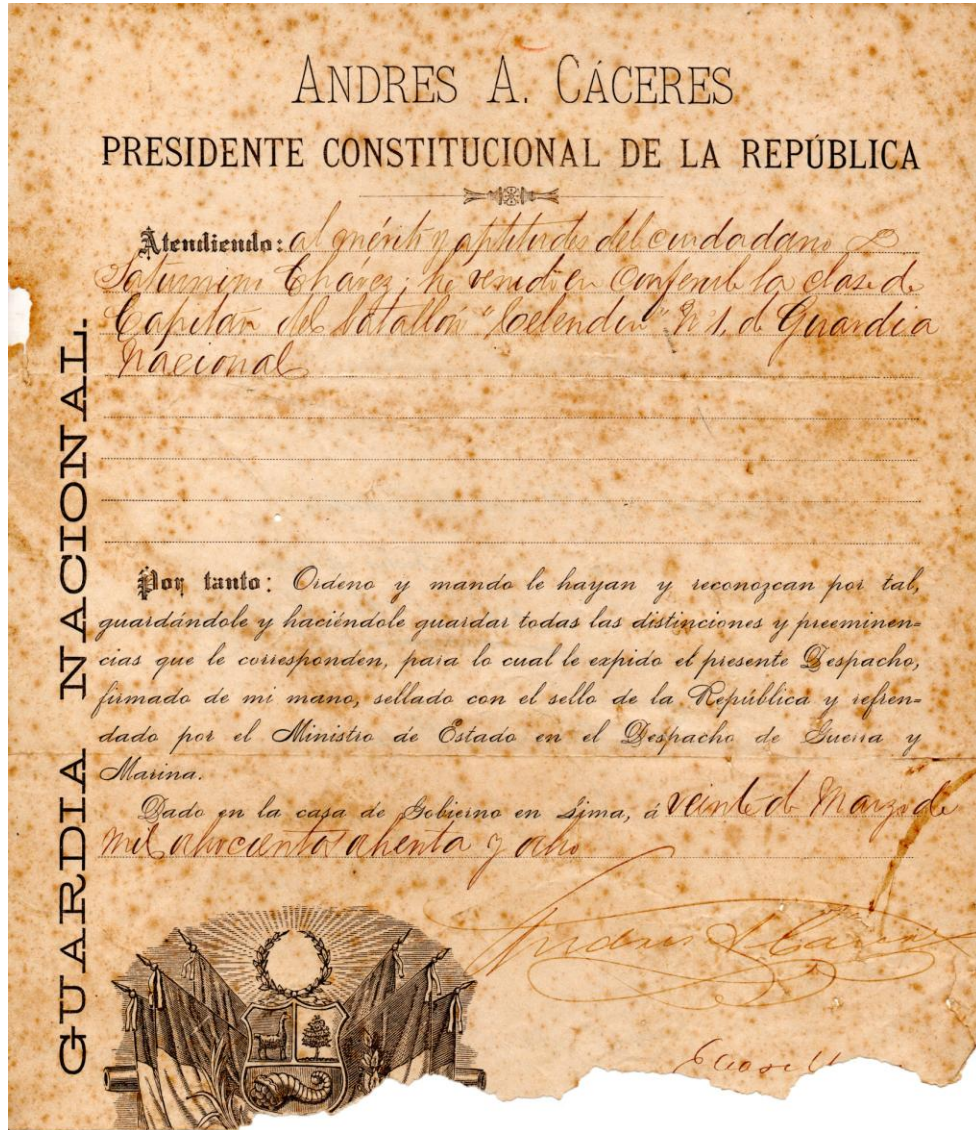 ANDRES A. CÁCERES
PRESIDENTE CONSTITUCIONAL DE LA REPÚBLICA
Atendiendo: al mérito y aptitudes del ciudadano D
Saturnino Chávez; he venido en conferirle la clase de
Capitán del Batallón "Celendin" Nº 1, de Guardia
Nacional
Por tanto: Ordeno y mando le hayan y reconozcan por tal,
guardándole y haciéndole guardar todas las distinciones y preeminen-
cias que le corresponden, para lo cual le expido el presente Despacho,
firmado de mi mano, sellado con el sello de la República y refren-
dado por el Ministro de Estado en el Despacho de Guerra y
Marina.
Dado en la casa de Gobierno en Lima, á veinte de Marzo de
mil ochocientos ochenta y ocho
Andres A. Cáceres
GUARDIA NACIONAL.